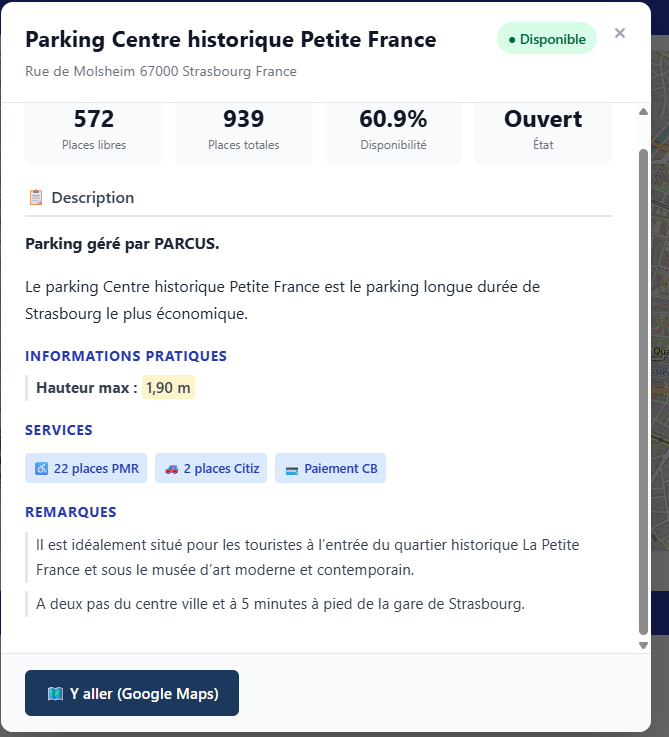 Parking Centre historique Petite France
● Disponible
×
Rue de Molsheim 67000 Strasbourg France
572
Places libres
939
Places totales
60.9%
Disponibilité
Ouvert
État
Description
Parking géré par PARCUS.
Le parking Centre historique Petite France est le parking longue durée de
Strasbourg le plus économique.
INFORMATIONS PRATIQUES
Hauteur max : 1,90 m
SERVICES
22 places PMR
2 places Citiz
Paiement CB
REMARQUES
Il est idéalement situé pour les touristes à l’entrée du quartier historique La Petite
France et sous le musée d’art moderne et contemporain.
A deux pas du centre ville et à 5 minutes à pied de la gare de Strasbourg.
Y aller (Google Maps)